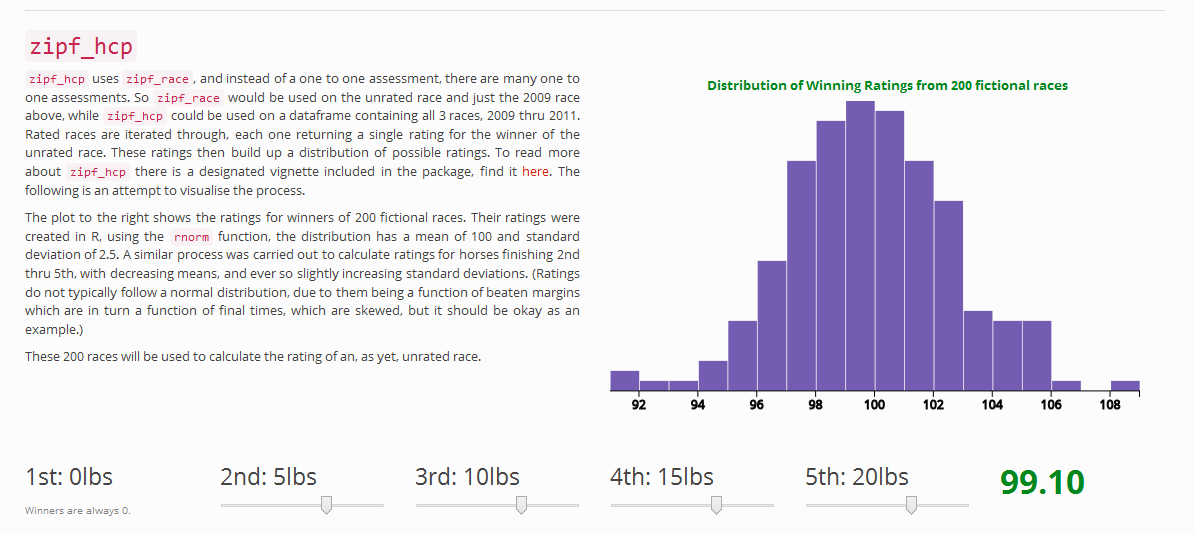 zipf_hcp
zipf_hcp uses zipf_race , and instead of a one to one assessment, there are many one to
one assessments. So zipf_race would be used on the unrated race and just the 2009 race
above, while zipf_hcp could be used on a dataframe containing all 3 races, 2009 thru 2011.
Rated races are iterated through, each one returning a single rating for the winner of the
unrated race. These ratings then build up a distribution of possible ratings. To read more
about zipf_hcp there is a designated vignette included in the package, find it here. The
following is an attempt to visualise the process.
The plot to the right shows the ratings for winners of 200 fictional races. Their ratings were
created in R, using the rnorm function, the distribution has a mean of 100 and standard
deviation of 2.5. A similar process was carried out to calculate ratings for horses finishing 2nd
thru 5th, with decreasing means, and ever so slightly increasing standard deviations. (Ratings
do not typically follow a normal distribution, due to them being a function of beaten margins
which are in turn a function of final times, which are skewed, but it should be okay as an
example.)
These 200 races will be used to calculate the rating of an, as yet, unrated race.
Distribution of Winning Ratings from 200 fictional races
92 94 96 98 100 102 104 106 108
1st: 0lbs 2nd: 5lbs 3rd: 10lbs 4th: 15lbs 5th: 20lbs 99.10
Winners are always 0.